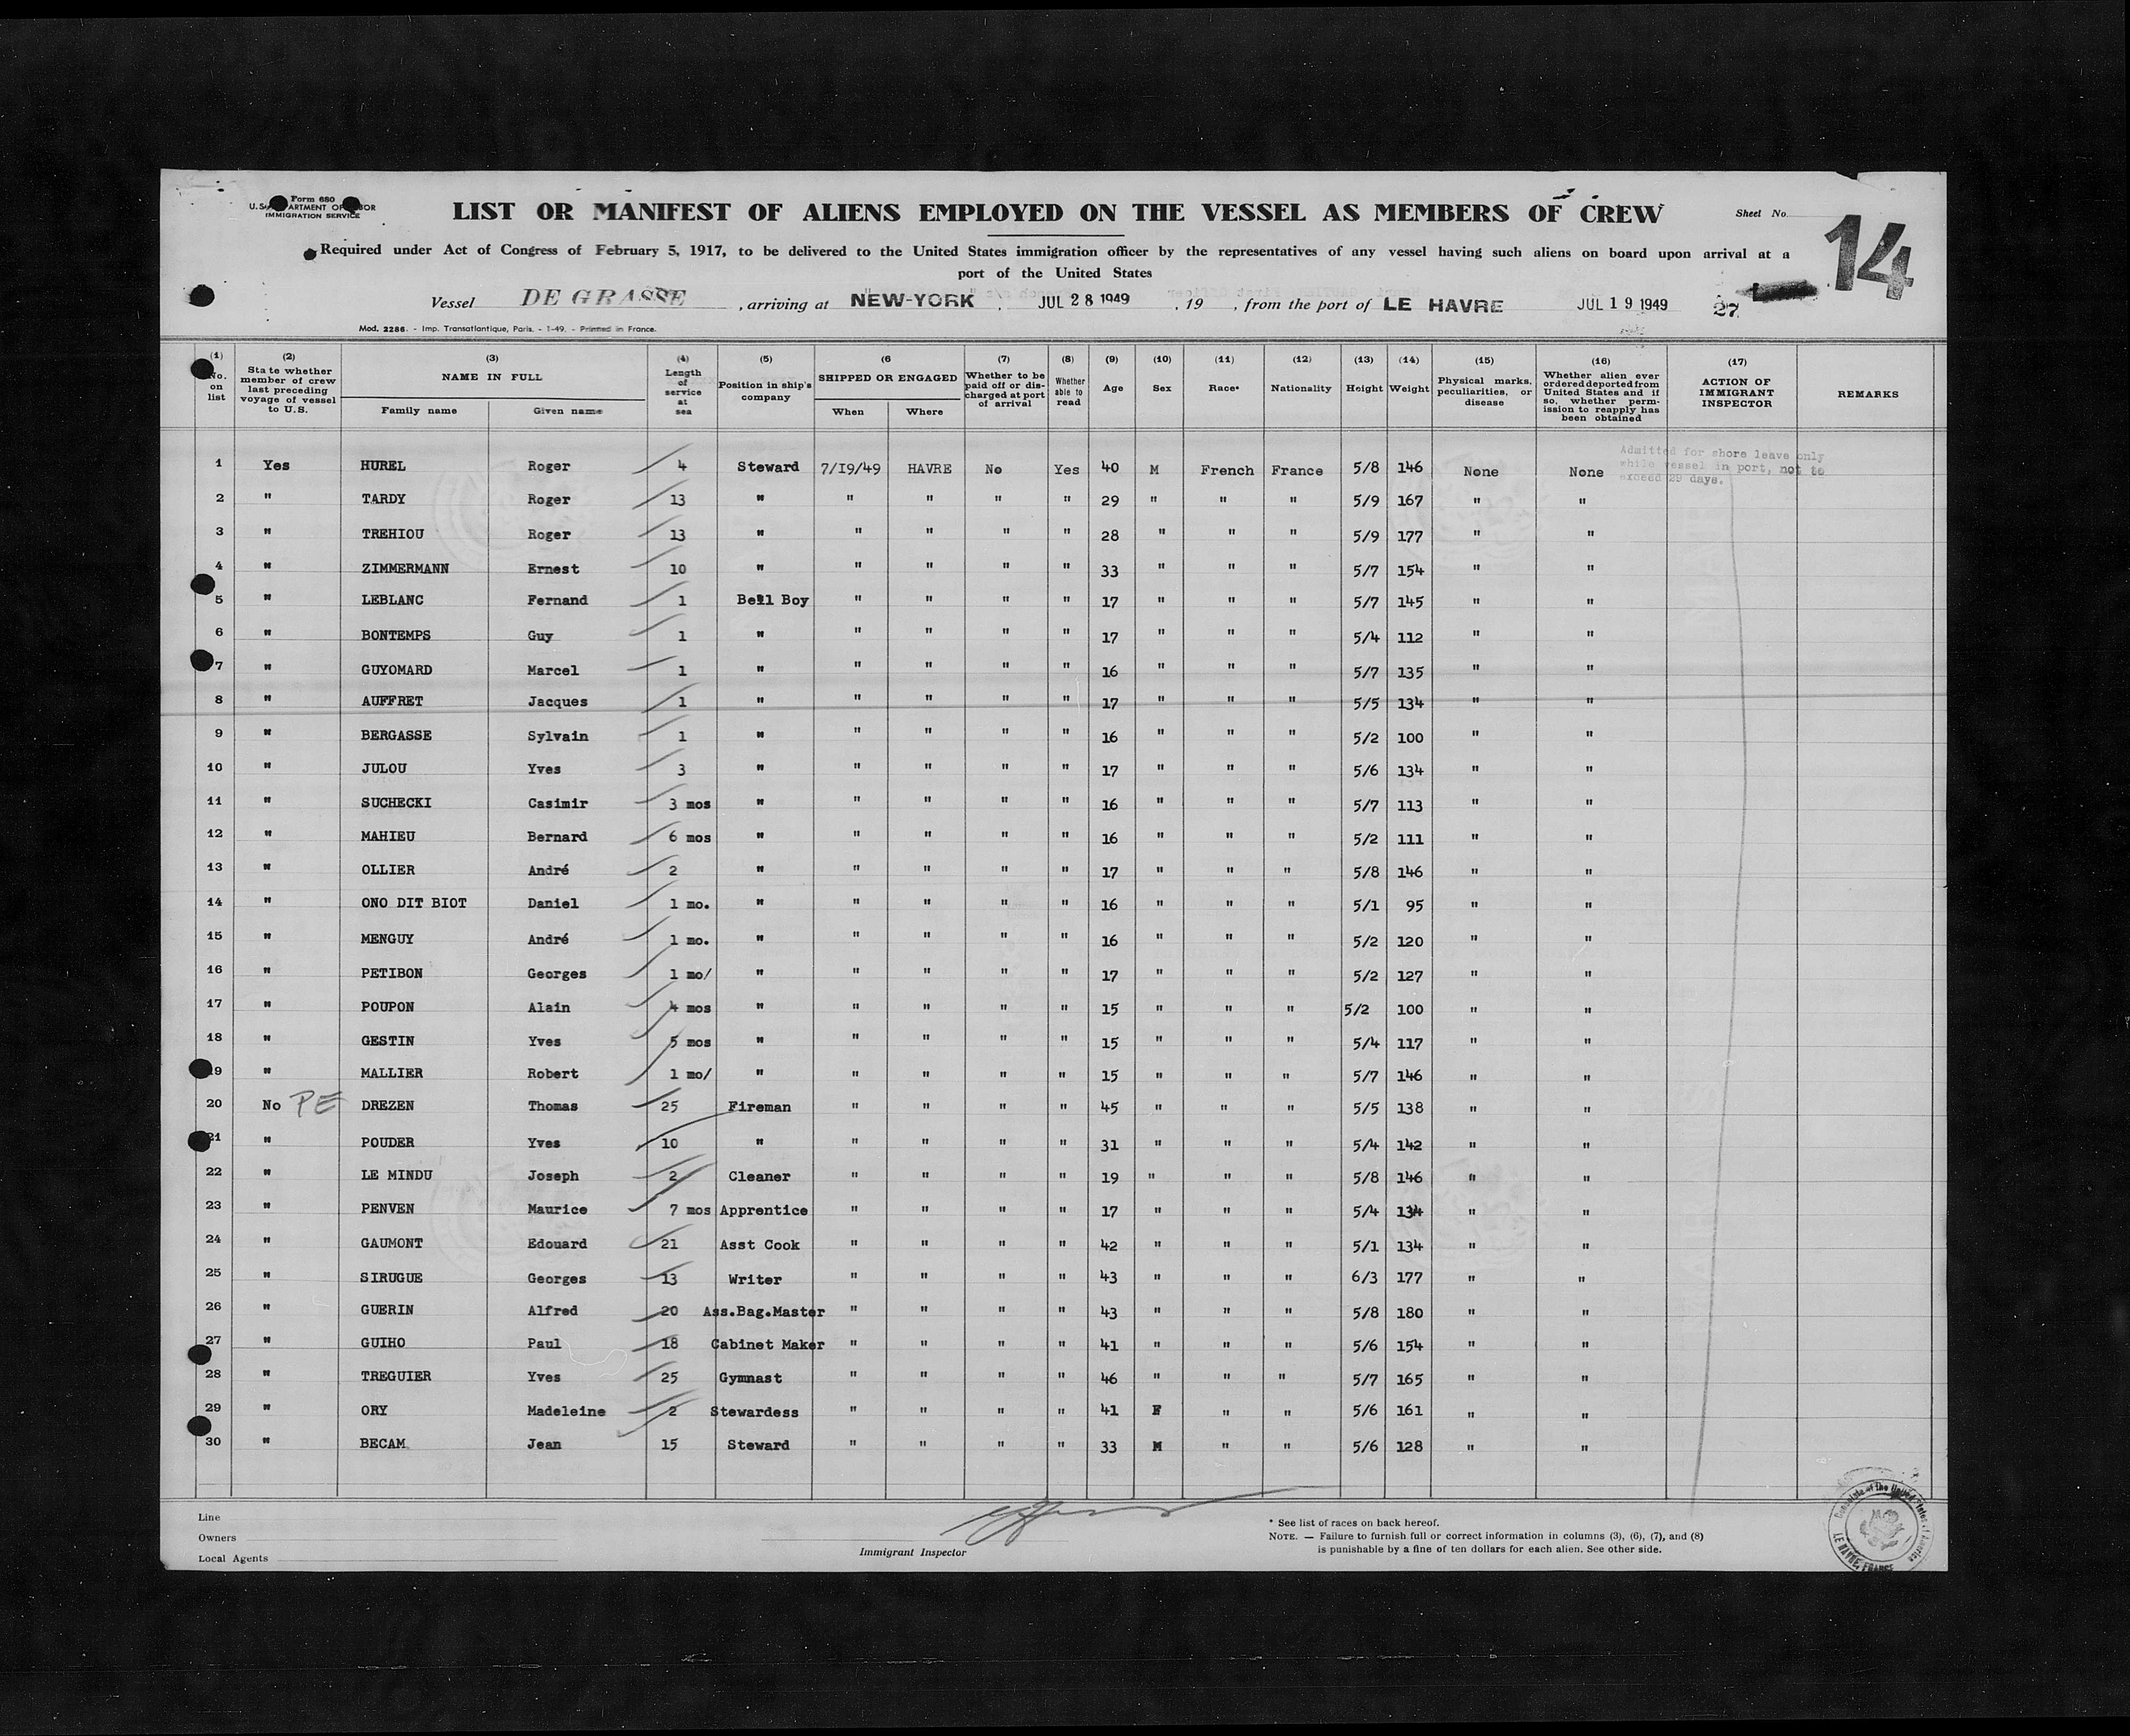 Form 680
U.S. DEPARTMENT OF LABOR
IMMIGRATION SERVICE
LIST OR MANIFEST OF ALIENS EMPLOYED ON THE VESSEL AS MEMBERS OF CREW
Sheet No.
14
Required under Act of Congress of February 5, 1917, to be delivered to the United States immigration officer by the representatives of any vessel having such aliens on board upon arrival at a
port of the United States
Vessel DE GRASSE , arriving at NEW-YORK , JUL 28 1949 , 19 , from the port of LE HAVRE JUL 19 1949 27
Mod. 2286. - Imp. Transatlantique, Paris. - 1-49. - Printed in France.
(1) No. on list
(2) State whether member of crew last preceding voyage of vessel to U.S.
(3) NAME IN FULL Family name Given name
(4) Length of service at sea
(5) Position in ship's company
(6 SHIPPED OR ENGAGED When Where
(7) Whether to be paid off or discharged at port of arrival
(8) Whether able to read
(9) Age
(10) Sex
(11) Race*
(12) Nationality
(13) Height
(14) Weight
(15) Physical marks, peculiarities, or disease
(16) Whether alien ever ordered deported from United States and if so, whether permission to reapply has been obtained
(17) ACTION OF IMMIGRANT INSPECTOR
REMARKS
Admitted for shore leave only
while vessel in port, not to
exceed 29 days.
1 Yes HUREL Roger 4 Steward 7/19/49 HAVRE No Yes 40 M French France 5/8 146 None None
2 " TARDY Roger 13 " " " " " 29 " " " 5/9 167 " "
3 " TREHIOU Roger 13 " " " " " 28 " " " 5/9 177 " "
4 " ZIMMERMANN Ernest 10 " " " " " 33 " " " 5/7 154 " "
5 " LEBLANC Fernand 1 Bell Boy " " " " 17 " " " 5/7 145 " "
6 " BONTEMPS Guy 1 " " " " " 17 " " " 5/4 112 " "
7 " GUYOMARD Marcel 1 " " " " " 16 " " " 5/7 135 " "
8 " AUFFRET Jacques 1 " " " " " 17 " " " 5/5 134 " "
9 " BERGASSE Sylvain 1 " " " " " 16 " " " 5/2 100 " "
10 " JULOU Yves 3 " " " " " 17 " " " 5/6 134 " "
11 " SUCHECKI Casimir 3 mos " " " " " 16 " " " 5/7 113 " "
12 " MAHIEU Bernard 6 mos " " " " " 16 " " " 5/2 111 " "
13 " OLLIER André 2 " " " " " 17 " " " 5/8 146 " "
14 " ONO DIT BIOT Daniel 1 mo. " " " " " 16 " " " 5/1 95 " "
15 " MENGUY André 1 mo. " " " " " 16 " " " 5/2 120 " "
16 " PETIBON Georges 1 mo/ " " " " " 17 " " " 5/2 127 " "
17 " POUPON Alain 4 mos " " " " " 15 " " " 5/2 100 " "
18 " GESTIN Yves 5 mos " " " " " 15 " " " 5/4 117 " "
19 " MALLIER Robert 1 mo/ " " " " " 15 " " " 5/7 146 " "
20 No PE DREZEN Thomas 25 Fireman " " " " 45 " " " 5/5 138 " "
21 " POUDER Yves 10 " " " " " 31 " " " 5/4 142 " "
22 " LE MINDU Joseph 2 Cleaner " " " " 19 " " " 5/8 146 " "
23 " PENVEN Maurice 7 mos Apprentice " " " " 17 " " " 5/4 134 " "
24 " GAUMONT Edouard 21 Asst Cook " " " " 42 " " " 5/1 134 " "
25 " SIRUGUE Georges 13 Writer " " " " 43 " " " 6/3 177 " "
26 " GUERIN Alfred 20 Ass.Bag.Master " " " " 43 " " " 5/8 180 " "
27 " GUIHO Paul 18 Cabinet Maker " " " " 41 " " " 5/6 154 " "
28 " TREGUIER Yves 25 Gymnast " " " " 46 " " " 5/7 165 " "
29 " ORY Madeleine 2 Stewardess " " " " 41 F " " 5/6 161 " "
30 " BECAM Jean 15 Steward " " " " 33 M " " 5/6 128 " "
Line
Owners
Local Agents
Immigrant Inspector
* See list of races on back hereof.
NOTE. — Failure to furnish full or correct information in columns (3), (6), (7), and (8)
is punishable by a fine of ten dollars for each alien. See other side.
Consulate of the United States of America
LE HAVRE, FRANCE